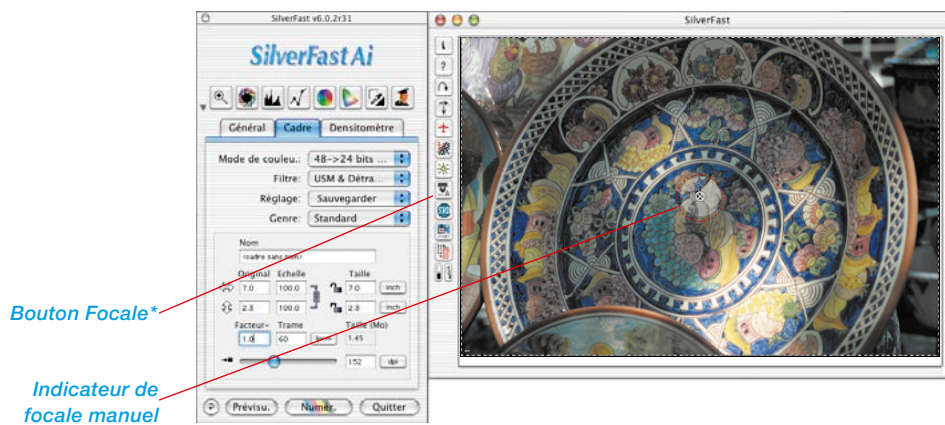 SilverFast v6.0.2r31
SilverFast
SilverFast Ai
Général Cadre Densitomètre
Mode de couleu.: 48->24 bits ...
Filtre: USM & Détra...
Réglage: Sauvegarder
Genre: Standard
Nom
<cadre sans nom>
Original Echelle Taille
7.0 100.0 7.0 inch
2.8 100.0 2.8 inch
Facteur- Trame Taille (Mo)
1.0 60 1.45
152 dpi
Prévisu.) Numér. Quitter
Bouton Focale*
Indicateur de
focale manuel